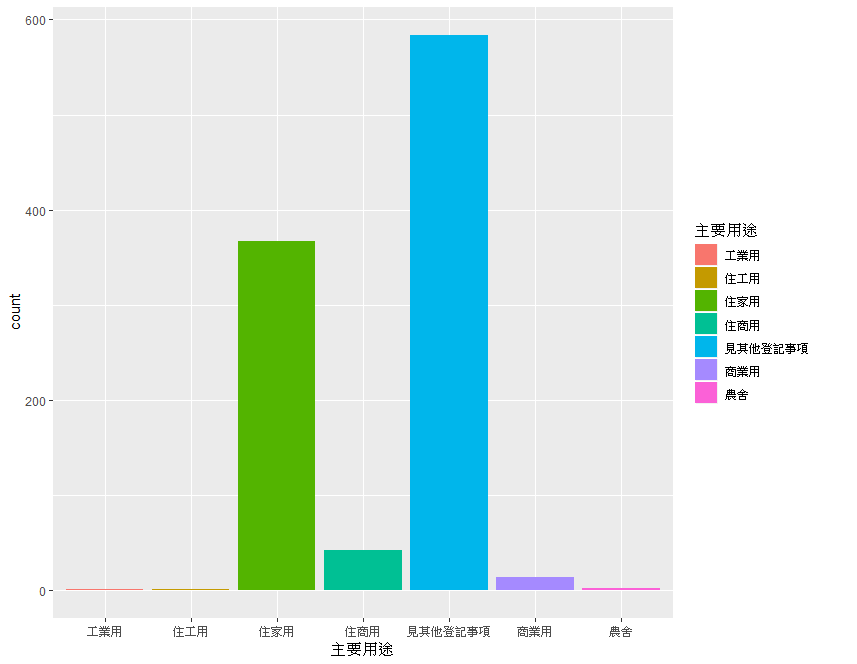 600
400
200
0
count
工業用
住工用
住家用
住商用
見其他登記事項
商業用
農舍
主要用途
主要用途
工業用
住工用
住家用
住商用
見其他登記事項
商業用
農舍